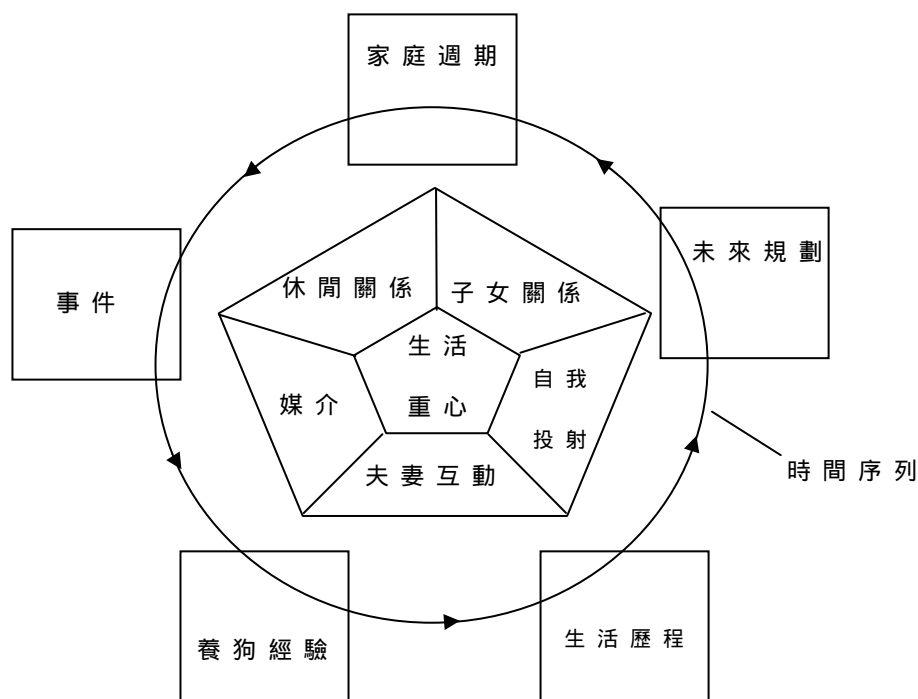 家庭週期
未來規劃
事件
休閒關係
子女關係
生活
重心
媒介
自我
投射
夫妻互動
時間序列
養狗經驗
生活歷程